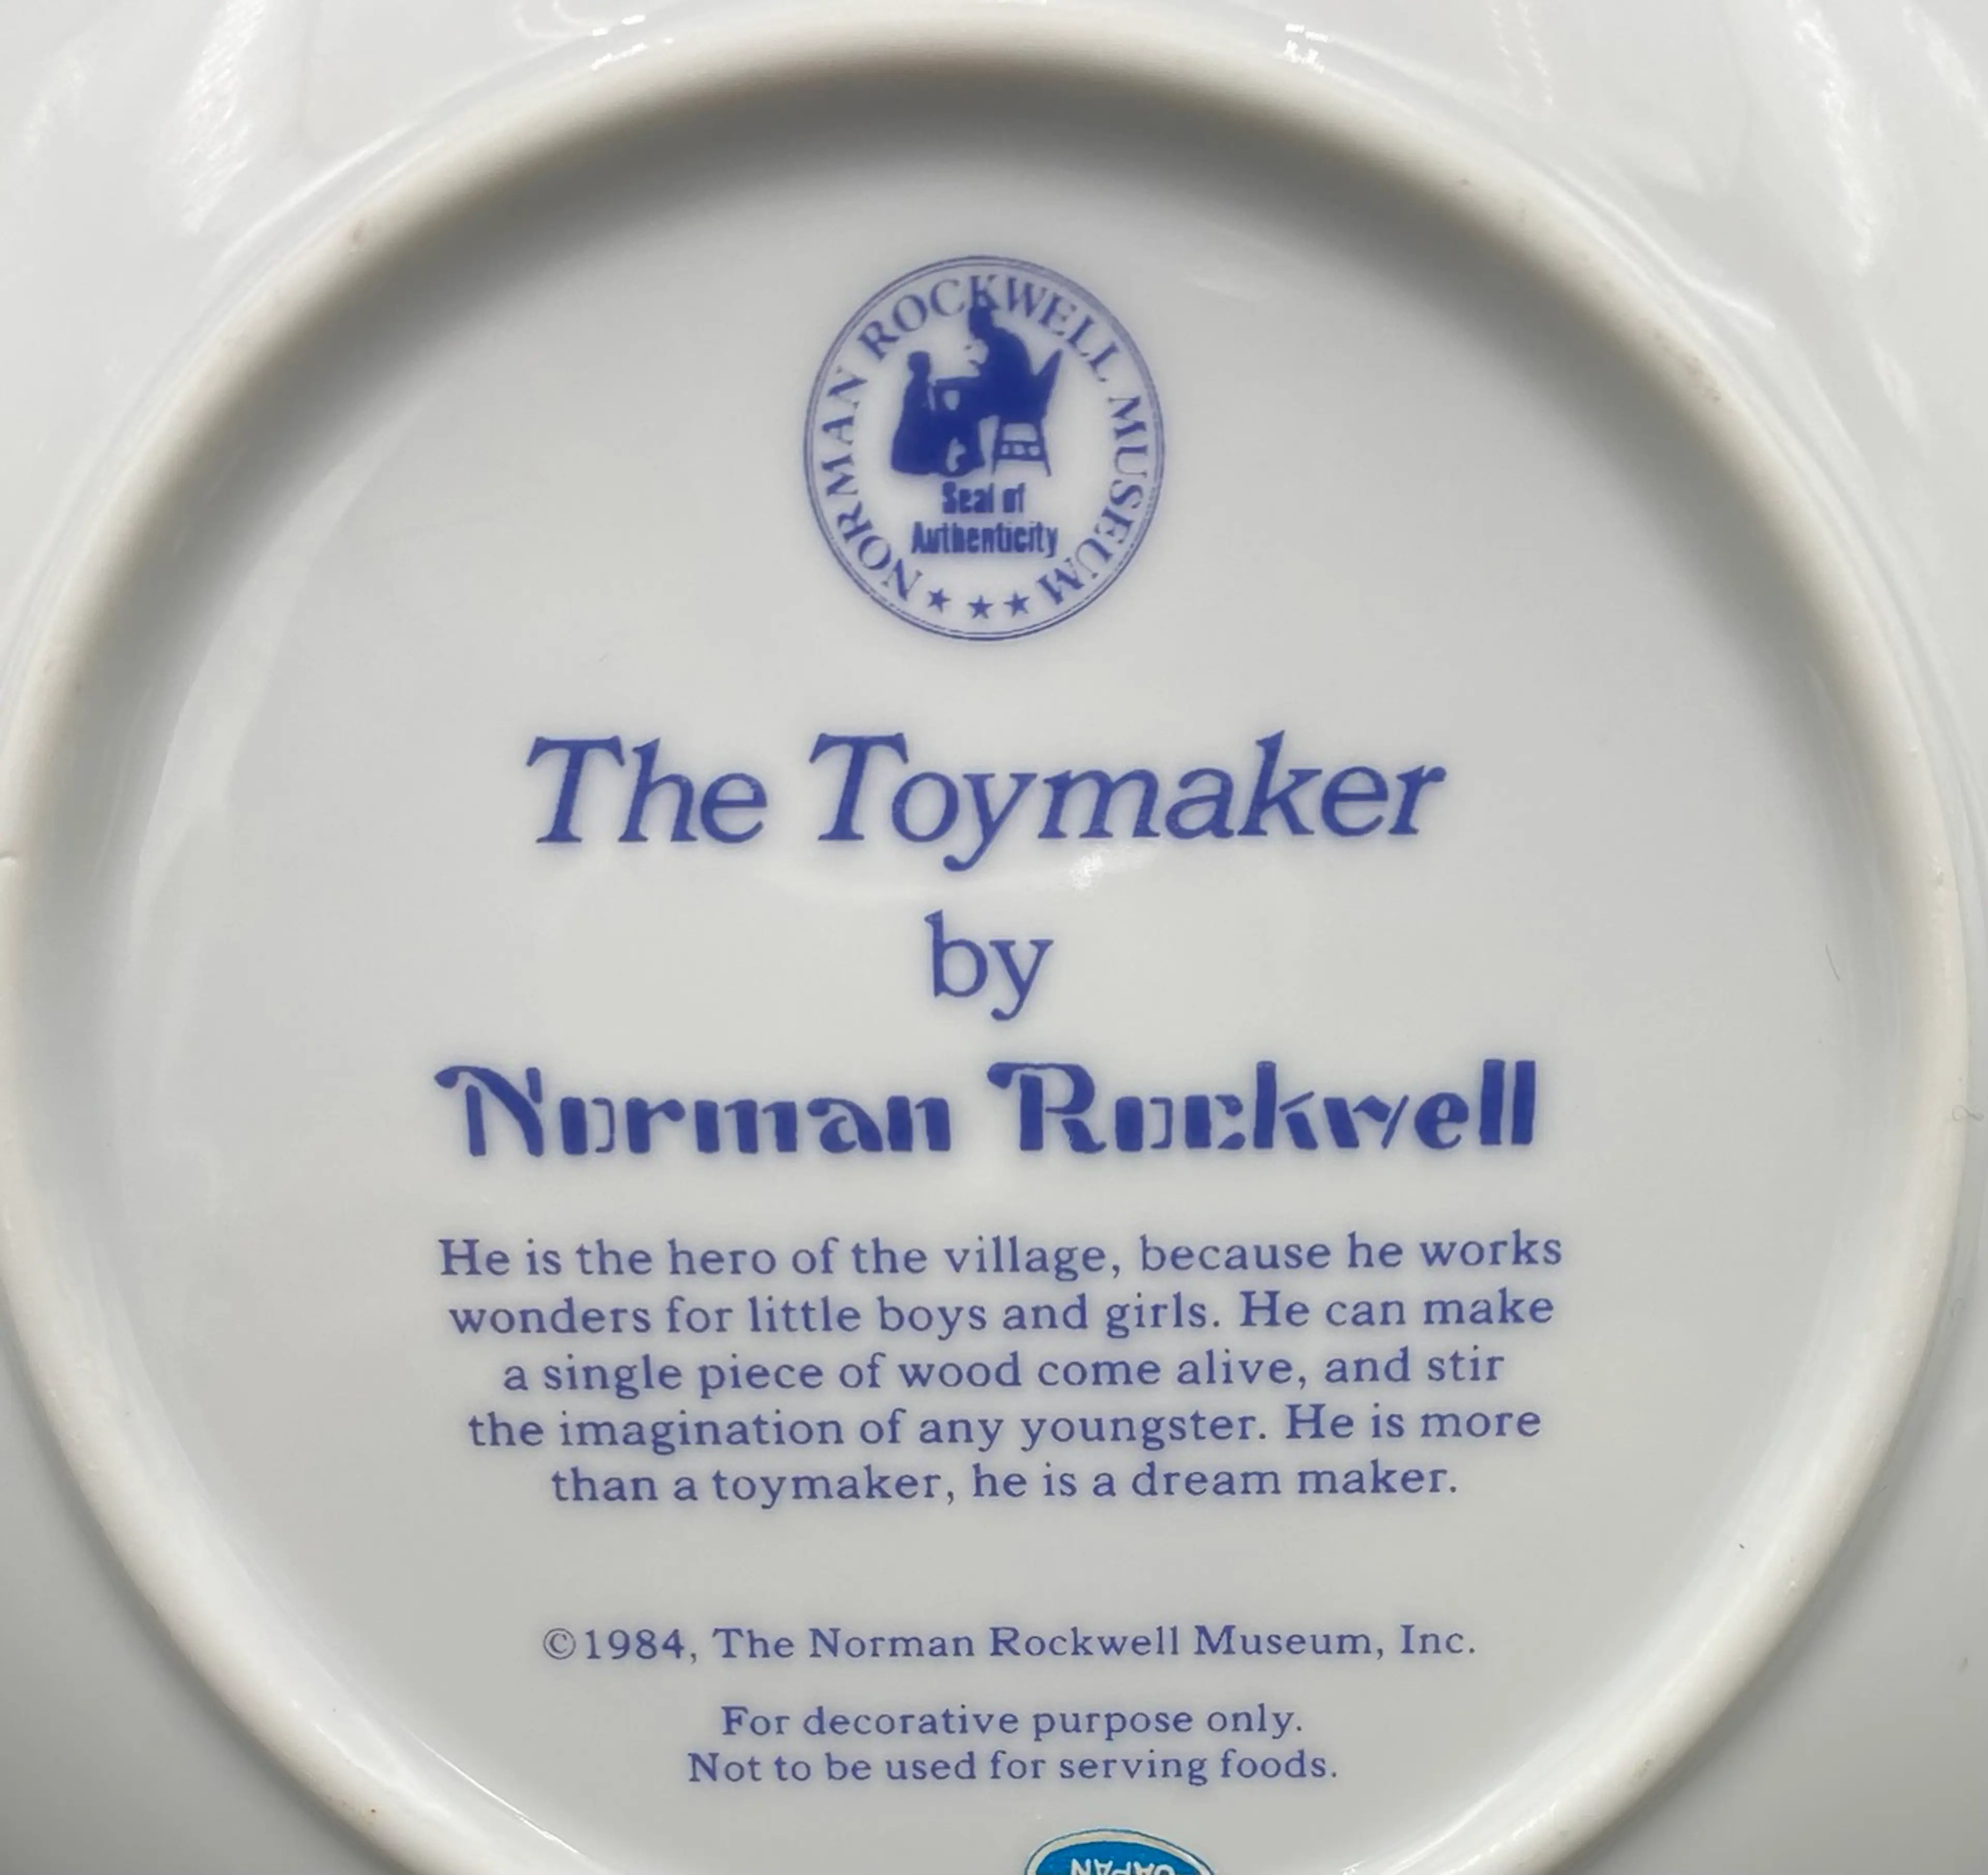 NORMAN ROCKWELL MUSEUM
Seal of
Authenticity
The Toymaker
by
Norman Rockwell
He is the hero of the village, because he works
wonders for little boys and girls. He can make
a single piece of wood come alive, and stir
the imagination of any youngster. He is more
than a toymaker, he is a dream maker.
©1984, The Norman Rockwell Museum, Inc.
For decorative purpose only.
Not to be used for serving foods.
JAPAN